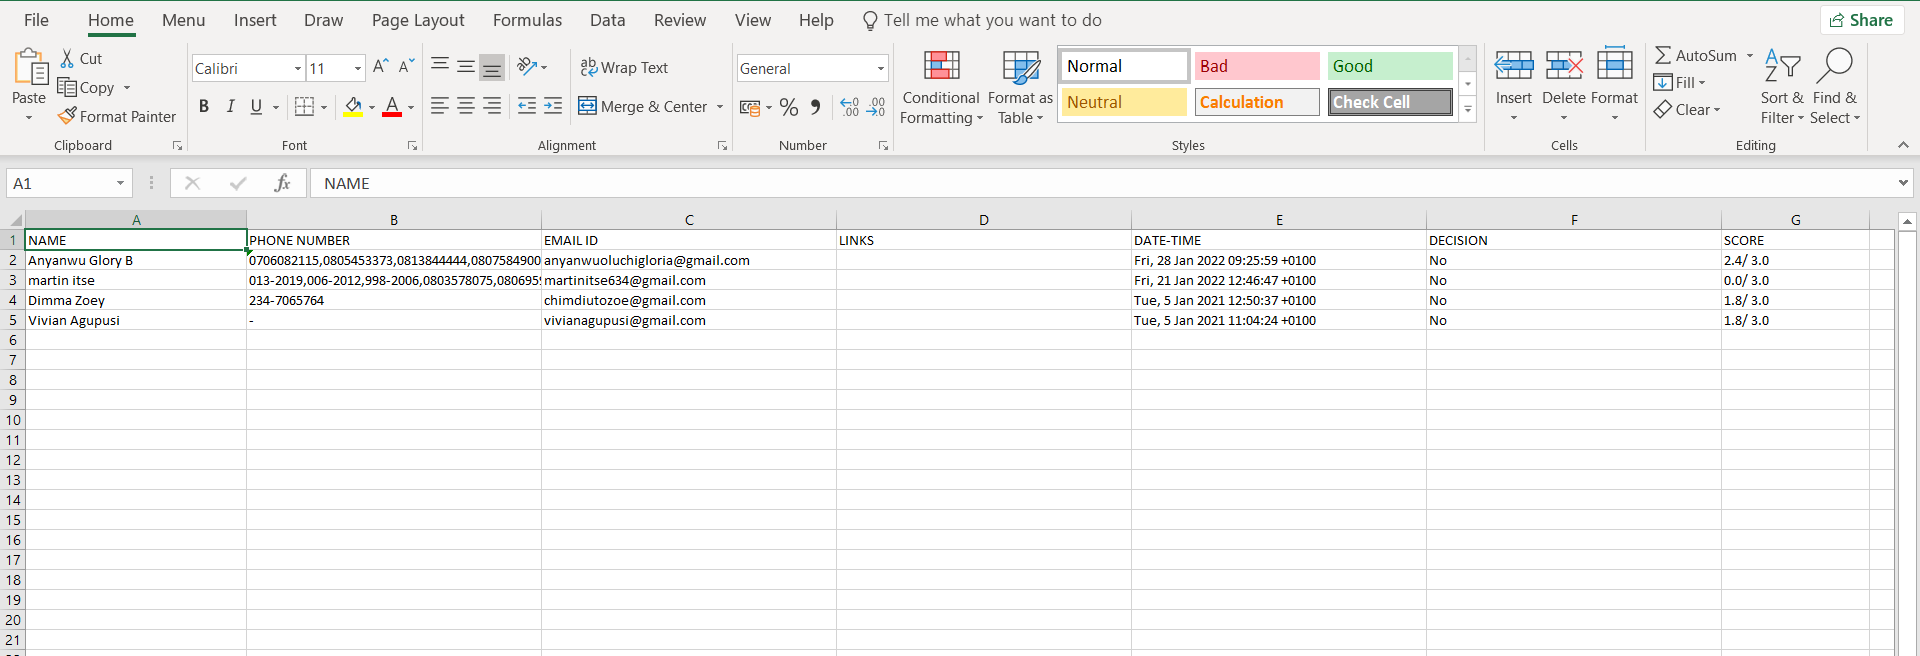 File Home Menu Insert Draw Page Layout Formulas Data Review View Help Tell me what you want to do Share
Paste Cut Copy Format Painter Clipboard
Calibri 11 A A B I U A Font
ab Wrap Text Merge & Center Alignment
General % Number
Conditional Formatting Format as Table
Normal Bad Good
Neutral Calculation Check Cell
Styles
Insert Delete Format Cells
AutoSum Fill Clear Sort & Filter Find & Select Editing
A1 fx NAME
A B C D E F G
1 NAME PHONE NUMBER EMAIL ID LINKS DATE-TIME DECISION SCORE
2 Anyanwu Glory B 0706082115,0805453373,0813844444,0807584900 anyanwuoluchigloria@gmail.com Fri, 28 Jan 2022 09:25:59 +0100 No 2.4/ 3.0
3 martin itse 013-2019,006-2012,998-2006,0803578075,080695 martinitse634@gmail.com Fri, 21 Jan 2022 12:46:47 +0100 No 0.0/ 3.0
4 Dimma Zoey 234-7065764 chimdiutozoe@gmail.com Tue, 5 Jan 2021 12:50:37 +0100 No 1.8/ 3.0
5 Vivian Agupusi - vivianagupusi@gmail.com Tue, 5 Jan 2021 11:04:24 +0100 No 1.8/ 3.0
6
7
8
9
10
11
12
13
14
15
16
17
18
19
20
21